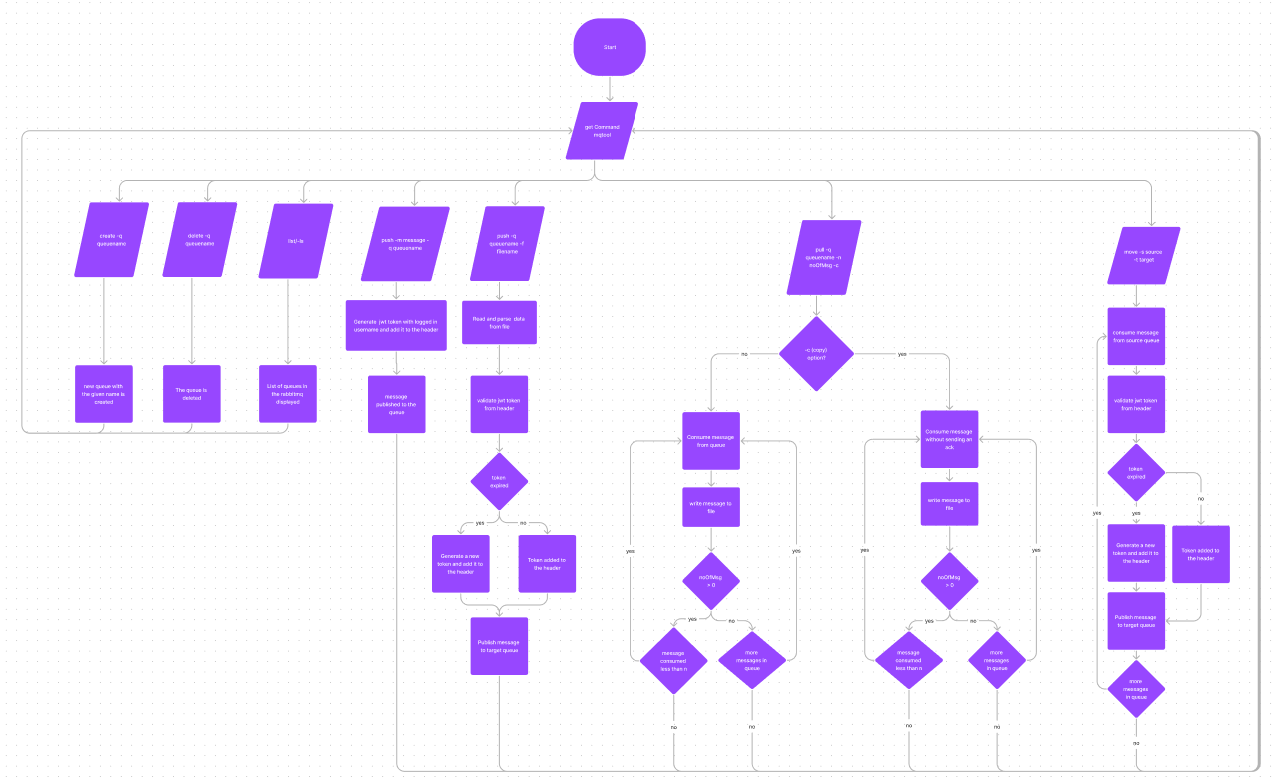 Start
get Command
mqtool
create -q
queuename
delete -q
queuename
list/-ls
push -m message -
q queuename
push -q
queuename -f
filename
pull -q
queuename -n
noOfMsg -c
move -s source
-t target
Generate jwt token with logged in
username and add it to the header
Read and parse data
from file
-c (copy)
option?
no
yes
consume message
from source queue
new queue with
the given name is
created
The queue is
deleted
List of queues in
the rabbitmq
displayed
message
published to the
queue
validate jwt token
from header
validate jwt token
from header
Consume message
from queue
Consume message
without sending an
ack
token
expired
token
expired
write message to
file
write message to
file
yes
no
yes
yes
no
Generate a new
token and add it to
the header
Token added to
the header
yes
yes
yes
yes
Generate a new
token and add it to
the header
Token added to
the header
noOfMsg
> 0
noOfMsg
> 0
yes
no
yes
no
Publish message
to target queue
Publish message
to target queue
message
consumed
less than n
more
messages in
queue
message
consumed
less than n
more
messages
in queue
more
messages
in queue
no
no
no
no
no